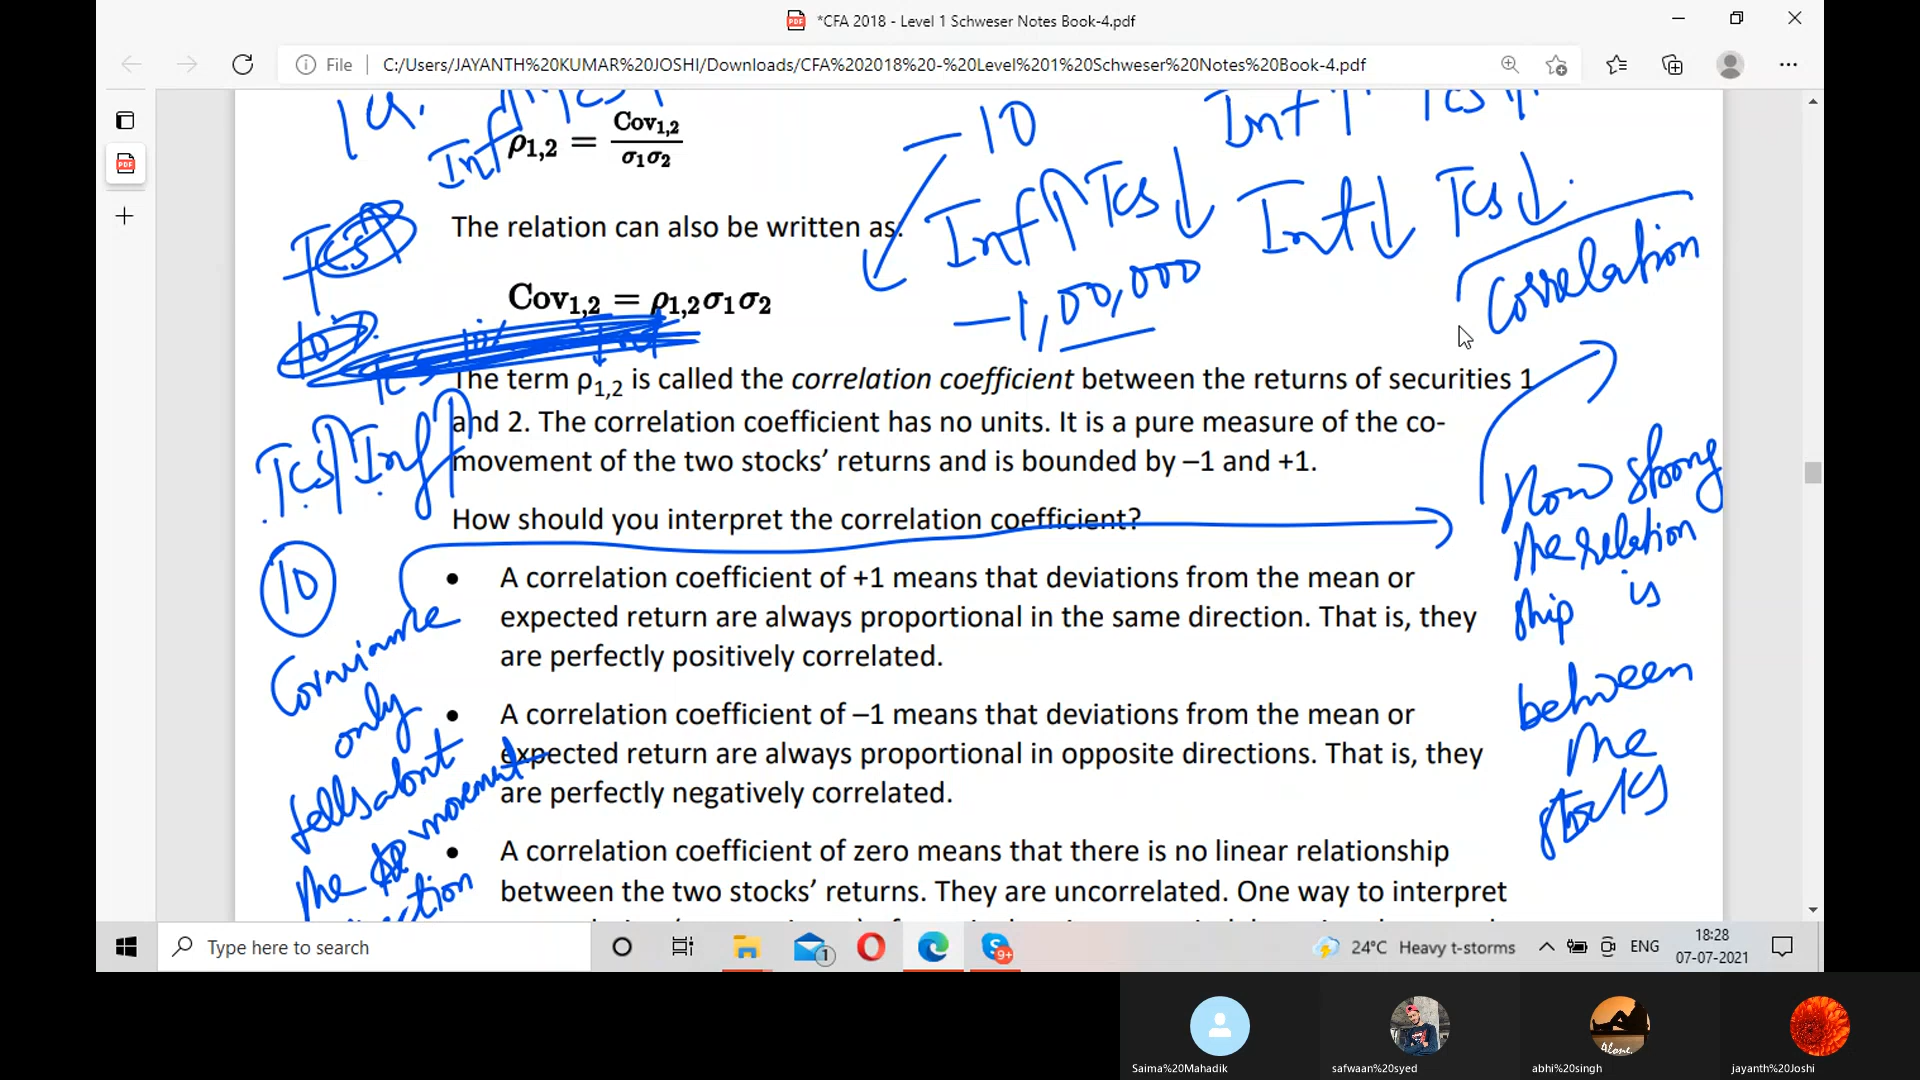 *CFA 2018 - Level 1 Schweser Notes Book-4.pdf
File | C:/Users/JAYANTH%20KUMAR%20JOSHI/Downloads/CFA%202018%20-%20Level%201%20Schweser%20Notes%20Book-4.pdf
ρ1,2 = Cov1,2 / σ1σ2
Inf
-10
Inf↑ Tcs↑
Inf↑ Tcs↓
Inf↓ Tcs↓
The relation can also be written as:
Tcs
Cov1,2 = ρ1,2σ1σ2
-1,00,000
Correlation
10%
The term ρ1,2 is called the correlation coefficient between the returns of securities 1
and 2. The correlation coefficient has no units. It is a pure measure of the co-
movement of the two stocks’ returns and is bounded by –1 and +1.
Tcs↑ Inf↑
How should you interpret the correlation coefficient?
How strong
the relation
ship is
between
the
stocks
10
Covariance
only
tells about
the movement
• A correlation coefficient of +1 means that deviations from the mean or
expected return are always proportional in the same direction. That is, they
are perfectly positively correlated.
• A correlation coefficient of –1 means that deviations from the mean or
expected return are always proportional in opposite directions. That is, they
are perfectly negatively correlated.
• A correlation coefficient of zero means that there is no linear relationship
between the two stocks’ returns. They are uncorrelated. One way to interpret
Type here to search
1
9+
24°C Heavy t-storms
ENG
18:28
07-07-2021
Alone.
Saima%20Mahadik
safwaan%20syed
abhi%20singh
jayanth%20Joshi